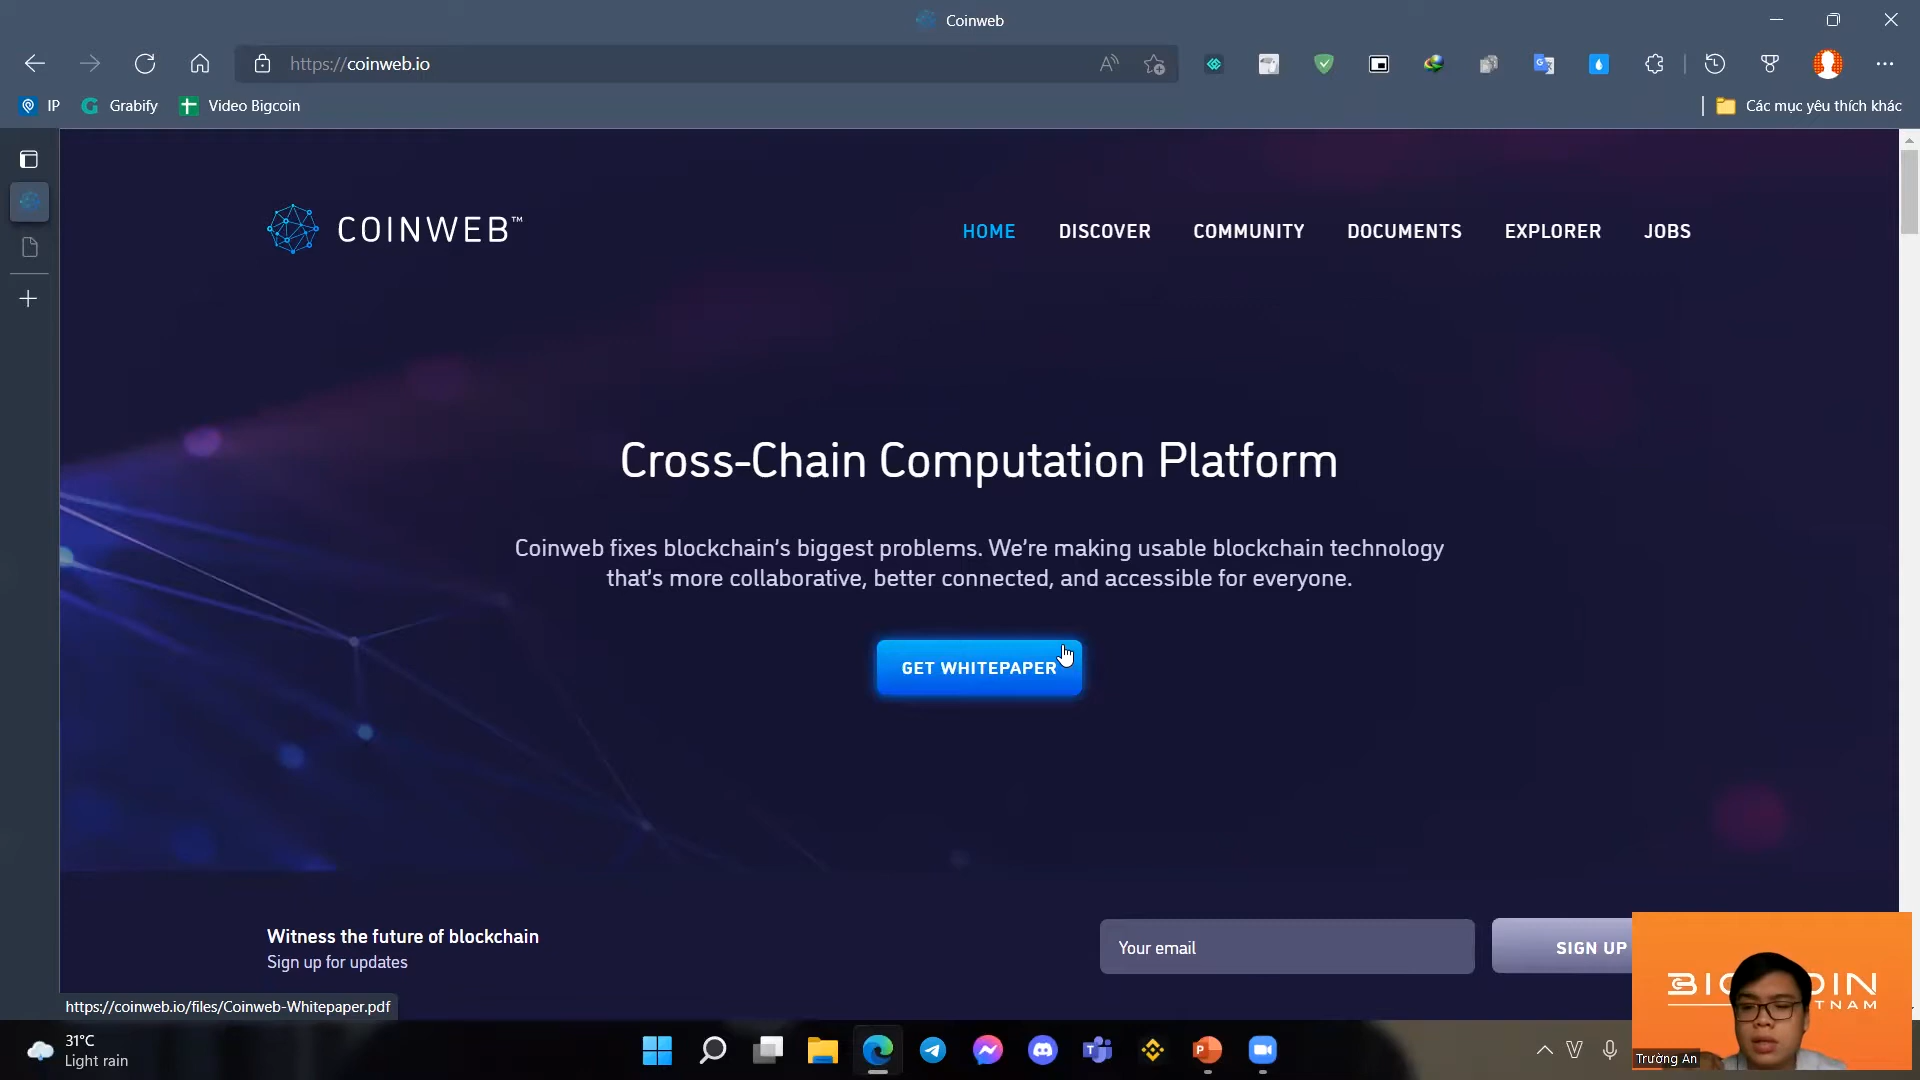 Coinweb
https://coinweb.io
IP
Grabify
Video Bigcoin
Các mục yêu thích khác
COINWEB™
HOME
DISCOVER
COMMUNITY
DOCUMENTS
EXPLORER
JOBS
Cross-Chain Computation Platform
Coinweb fixes blockchain's biggest problems. We're making usable blockchain technology
that's more collaborative, better connected, and accessible for everyone.
GET WHITEPAPER
Witness the future of blockchain
Sign up for updates
Your email
SIGN UP
https://coinweb.io/files/Coinweb-Whitepaper.pdf
31°C
Light rain
Trường An